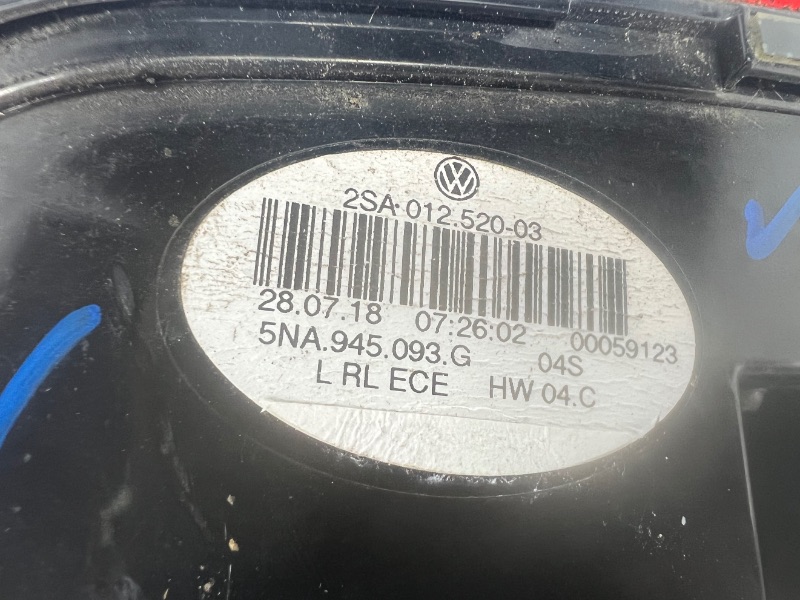 2SA.012.520-03
28.07.18 07:26:02 00059123
5NA.945.093.G 04S
L RL ECE HW 04.C